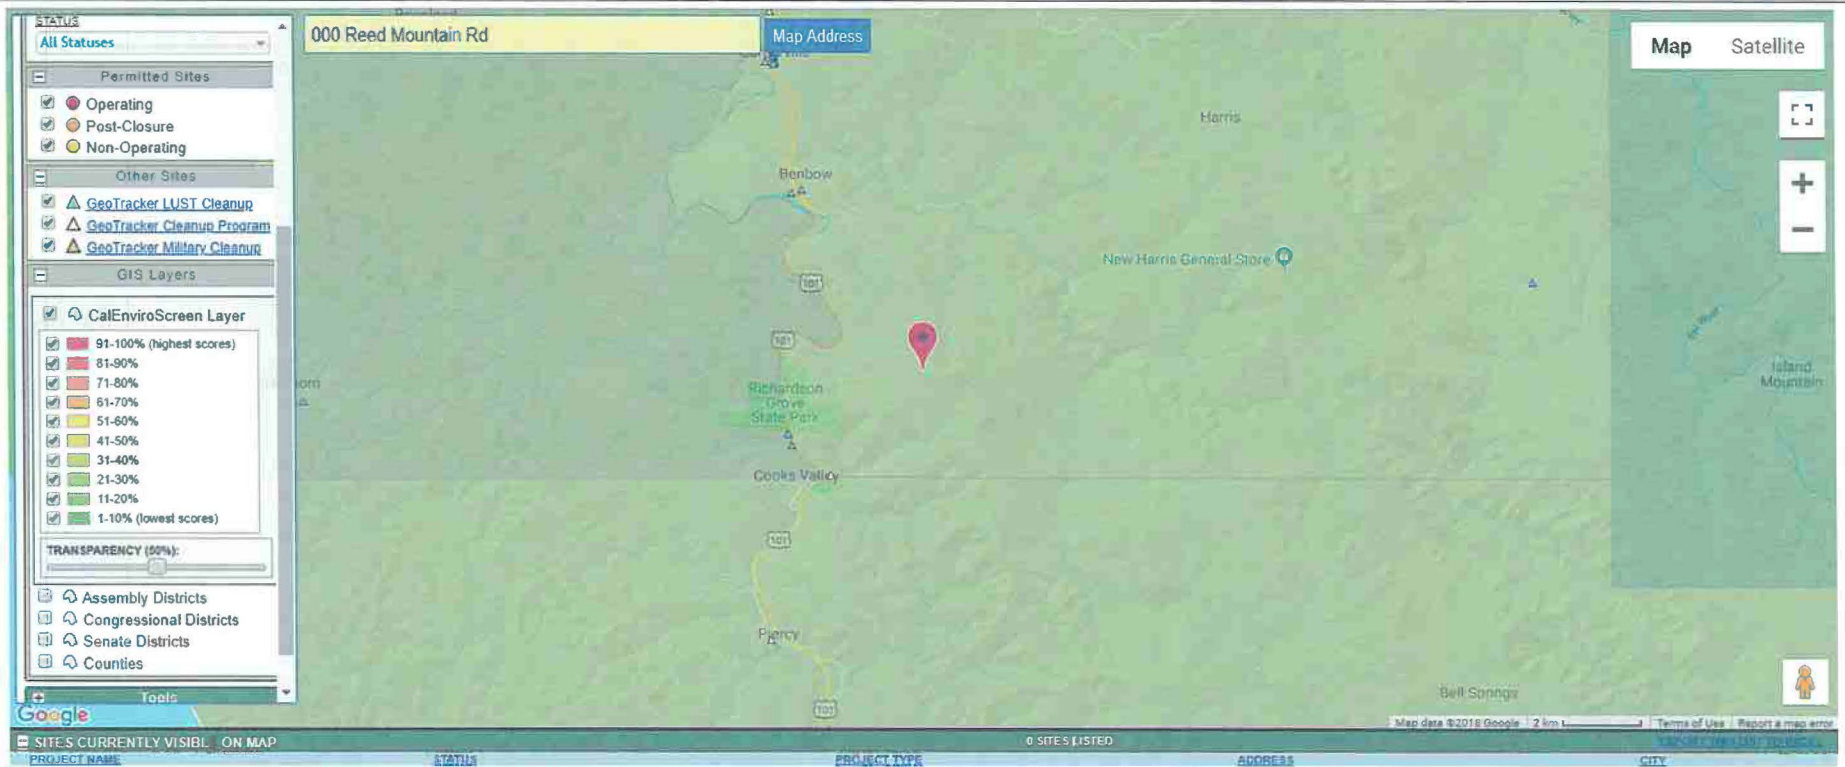 STATUS
All Statuses
000 Reed Mountain Rd
Map Address
Map
Satellite
Permitted Sites
Operating
Post-Closure
Non-Operating
Other Sites
GeoTracker LUST Cleanup
GeoTracker Cleanup Program
GeoTracker Military Cleanup
GIS Layers
CalEnviroScreen Layer
91-100% (highest scores)
81-90%
71-80%
61-70%
51-60%
41-50%
31-40%
21-30%
11-20%
1-10% (lowest scores)
TRANSPARENCY (50%):
Assembly Districts
Congressional Districts
Senate Districts
Counties
Tools
Harris
Benbow
New Harris General Store
101
101
Richardson
Grove
State Park
Island
Mountain
Cooks Valley
101
Piercy
101
Bell Springs
Google
Map data ©2018 Google
2 km
Terms of Use
Report a map error
SITES CURRENTLY VISIBL ON MAP
0 SITES LISTED
PROJECT NAME
STATUS
PROJECT TYPE
ADDRESS
CITY